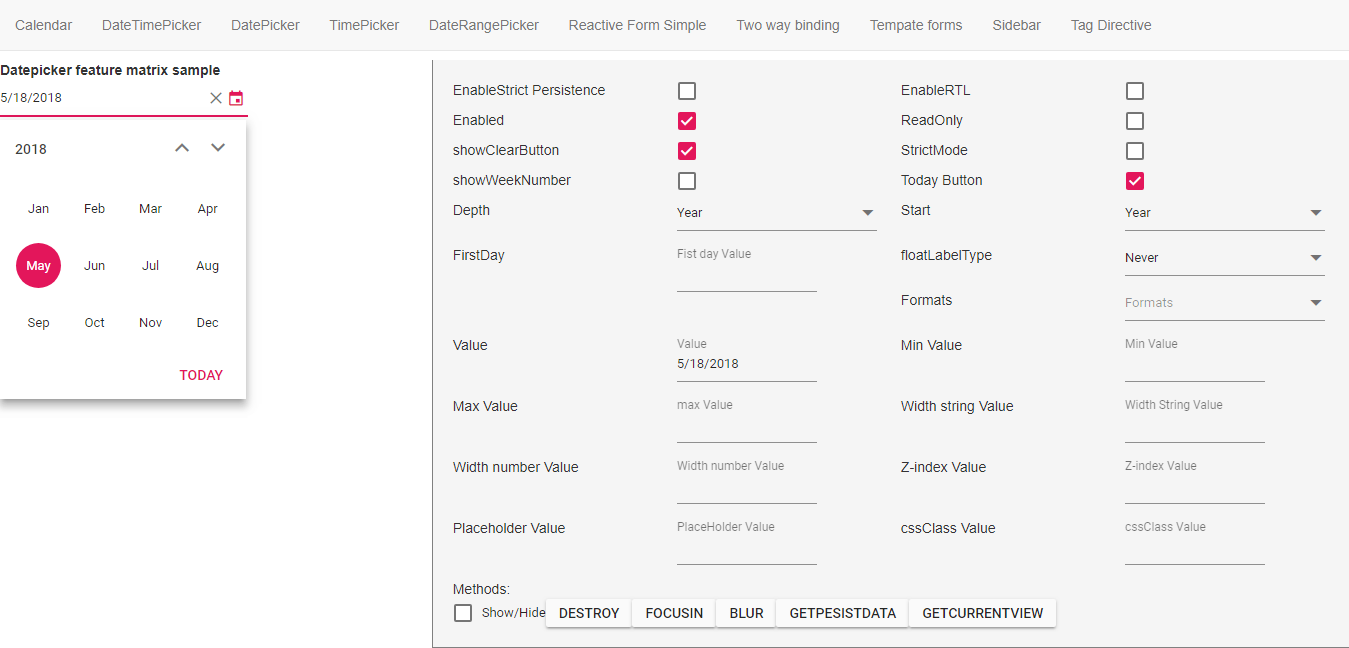 Calendar DateTimePicker DatePicker TimePicker DateRangePicker Reactive Form Simple Two way binding Tempate forms Sidebar Tag Directive
Datepicker feature matrix sample
5/18/2018
2018
Jan Feb Mar Apr
May Jun Jul Aug
Sep Oct Nov Dec
TODAY
EnableStrict Persistence EnableRTL
Enabled ReadOnly
showClearButton StrictMode
showWeekNumber Today Button
Depth Year Start Year
FirstDay Fist day Value floatLabelType Never
Formats Formats
Value Value Min Value Min Value
5/18/2018
Max Value max Value Width string Value Width String Value
Width number Value Width number Value Z-index Value Z-index Value
Placeholder Value PlaceHolder Value cssClass Value cssClass Value
Methods:
Show/Hide DESTROY FOCUSIN BLUR GETPESISTDATA GETCURRENTVIEW